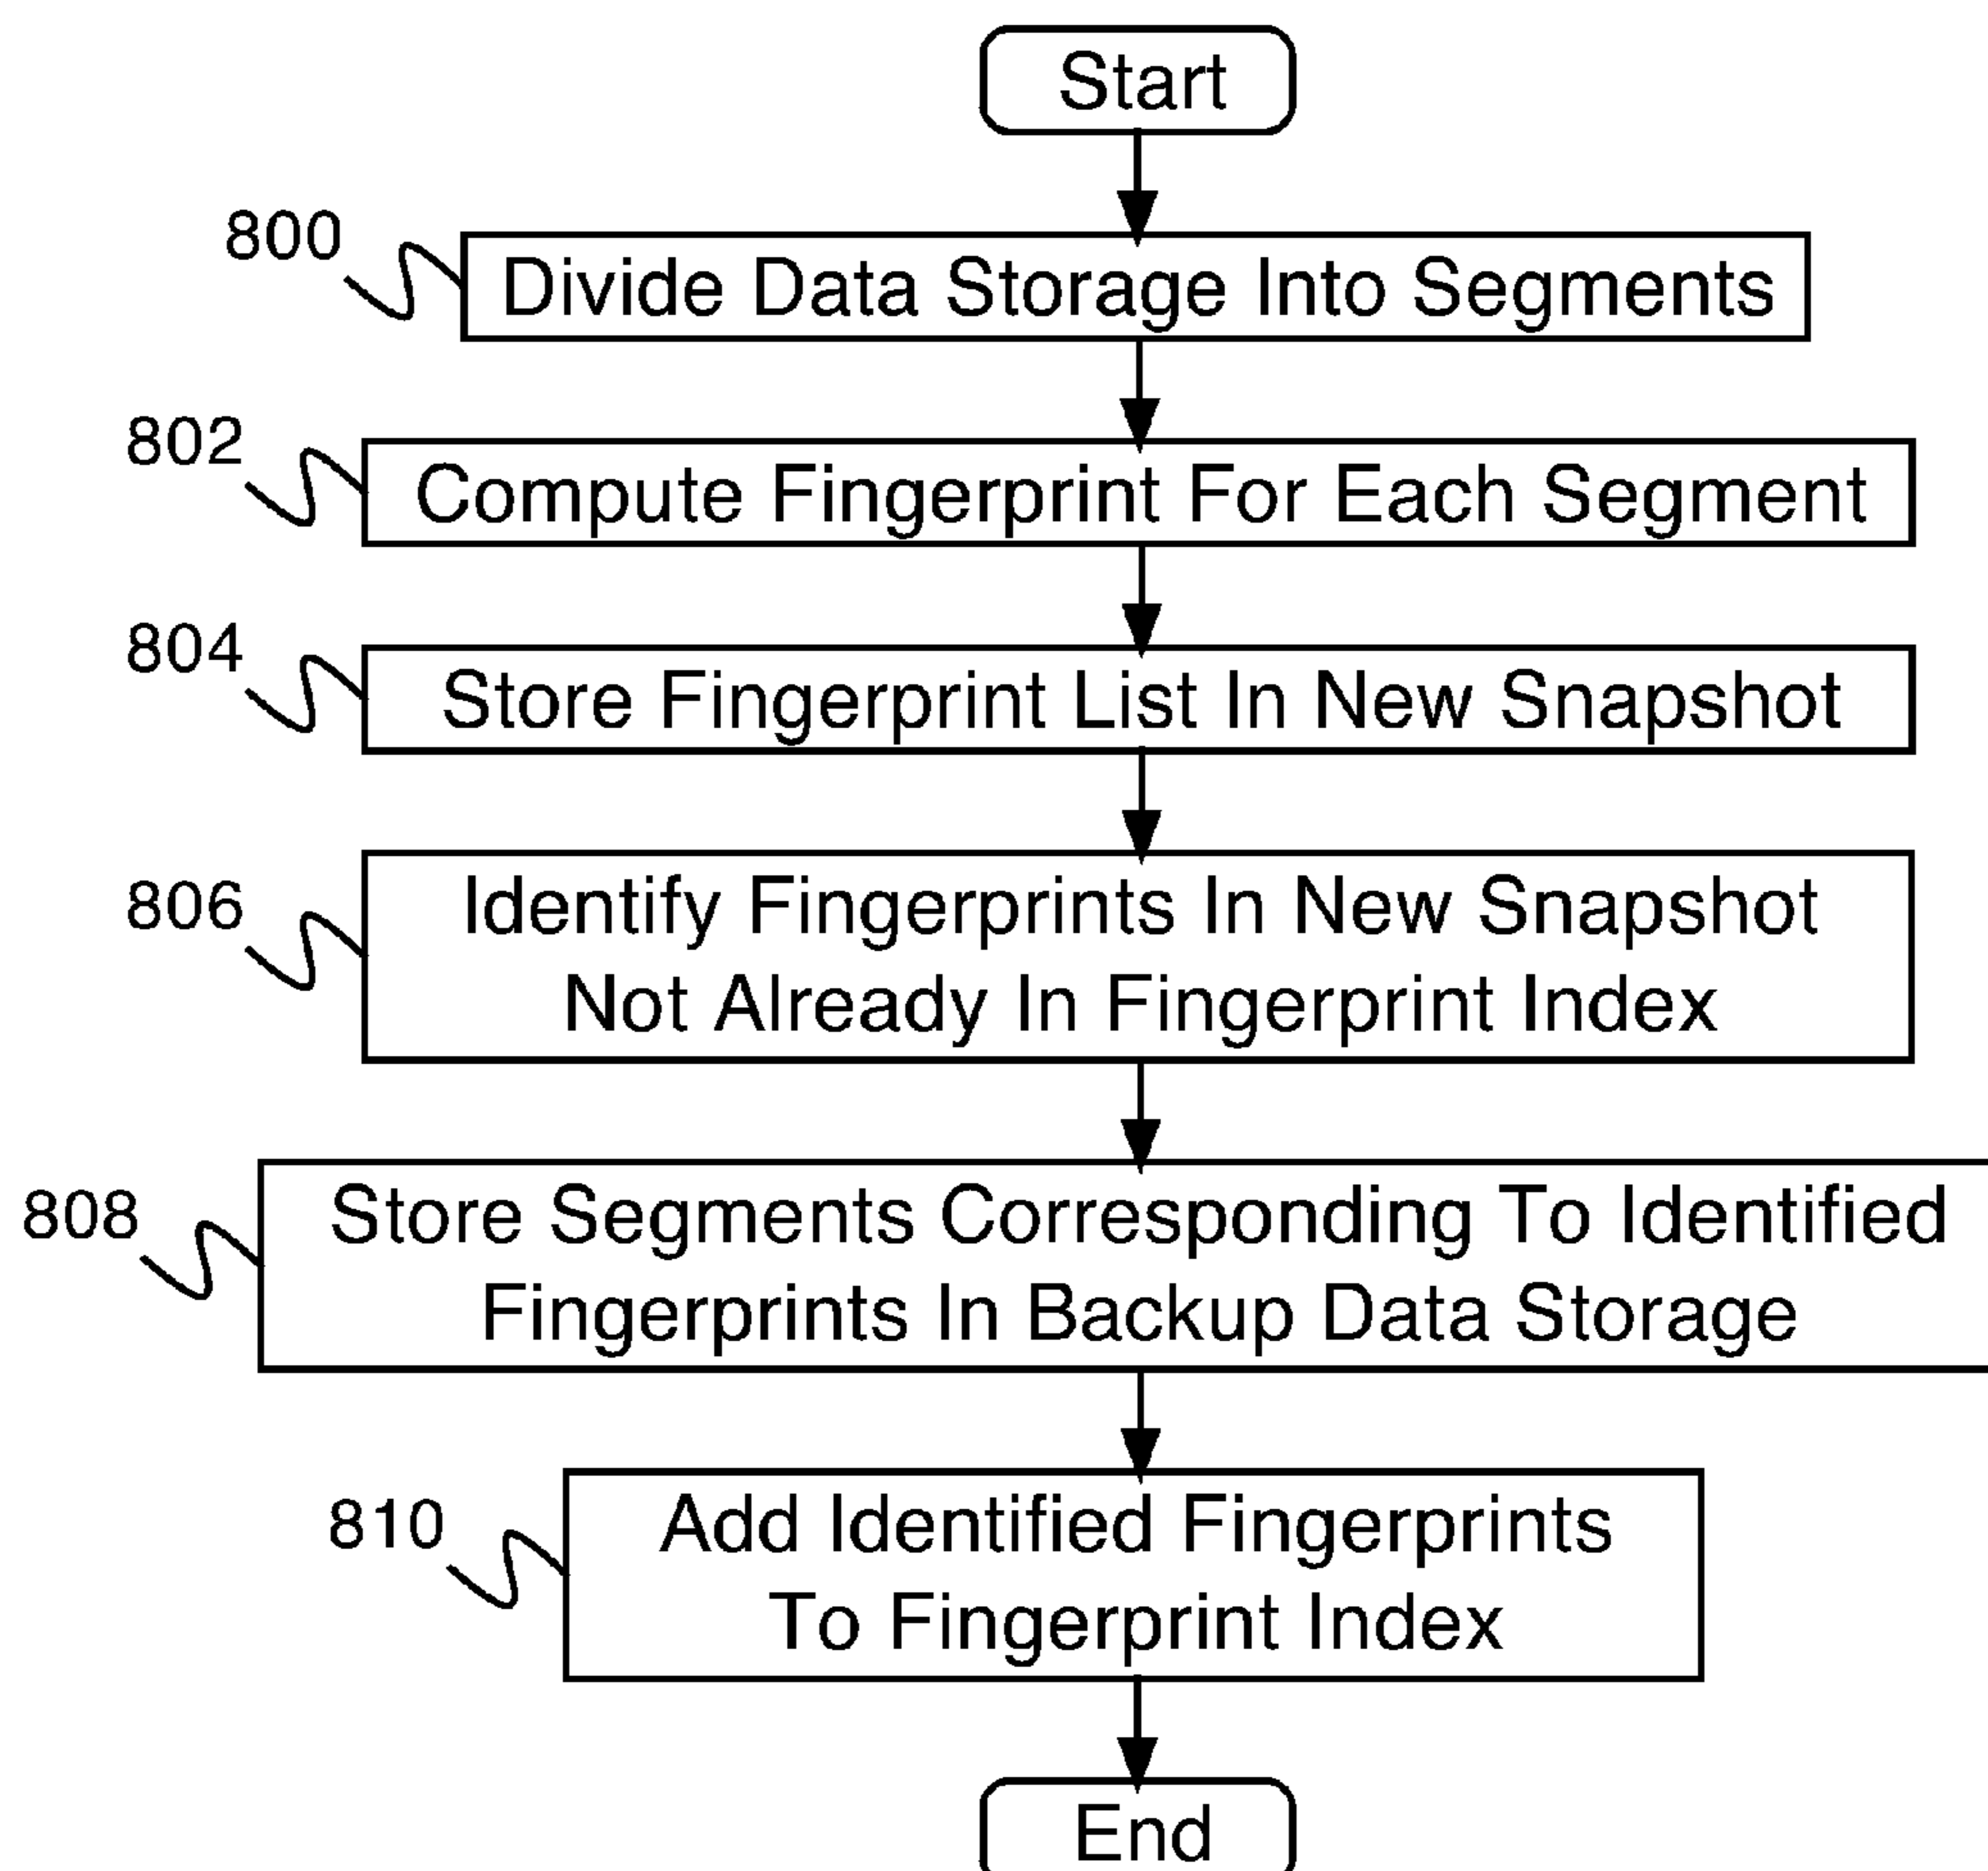 Start
800
Divide Data Storage Into Segments
802
Compute Fingerprint For Each Segment
804
Store Fingerprint List In New Snapshot
806
Identify Fingerprints In New Snapshot
Not Already In Fingerprint Index
808
Store Segments Corresponding To Identified
Fingerprints In Backup Data Storage
810
Add Identified Fingerprints
To Fingerprint Index
End